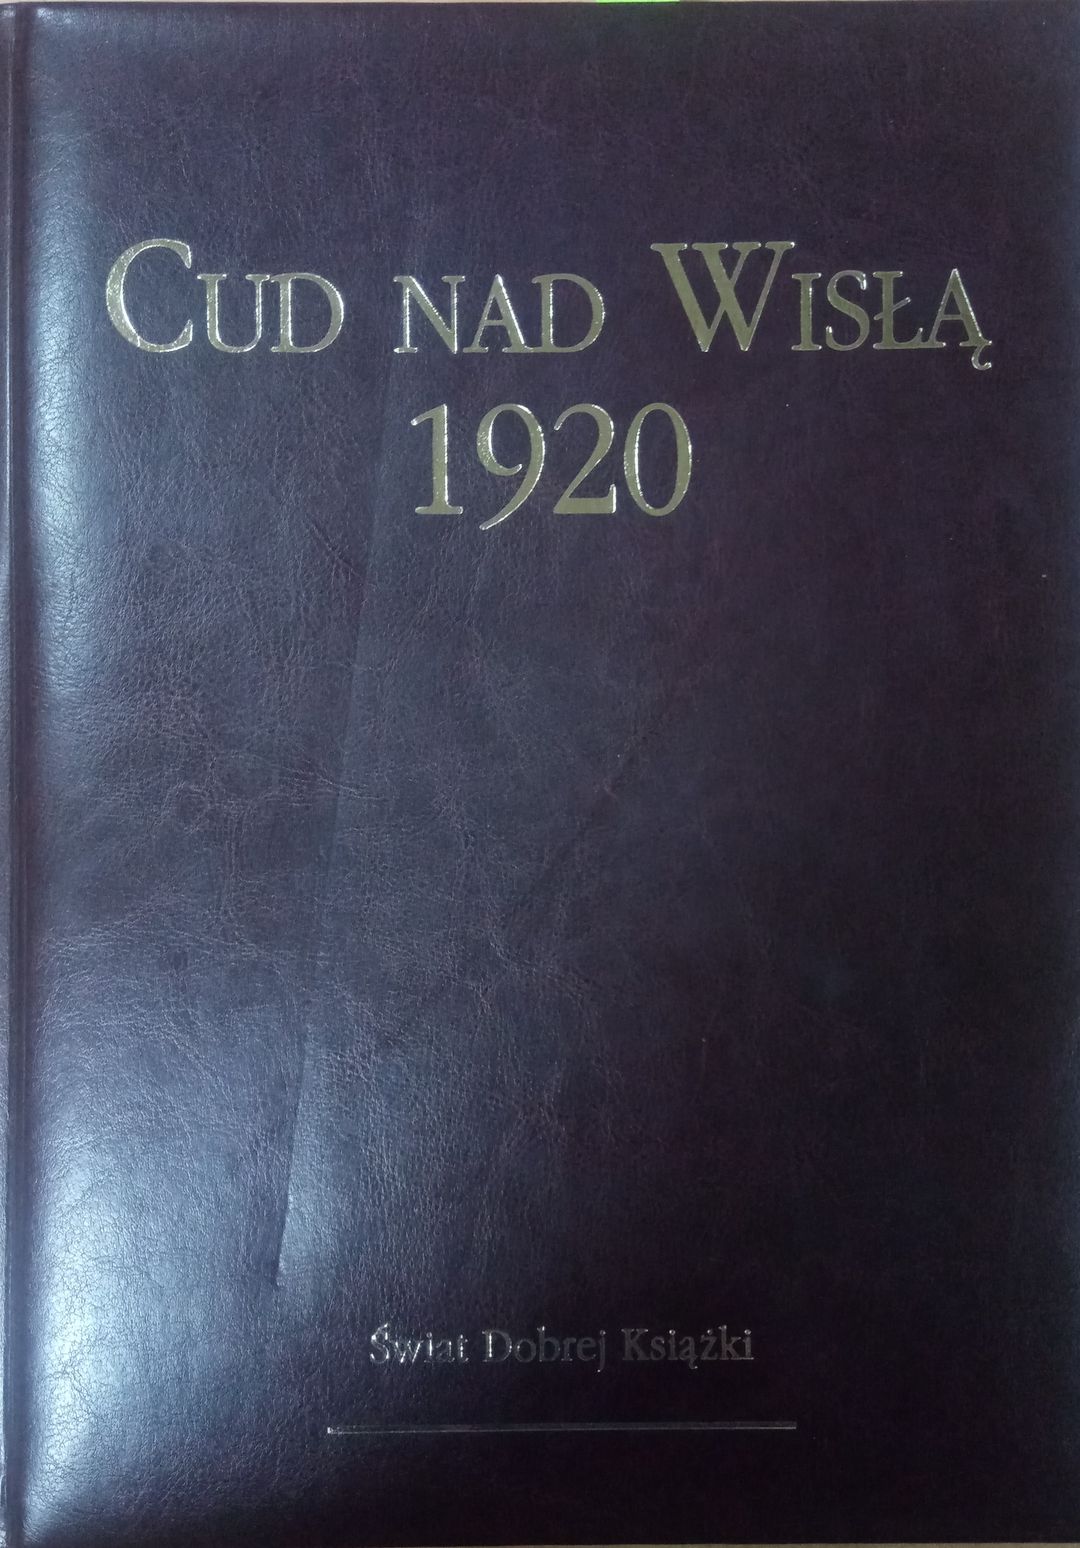 Cud nad Wisłą
1920
Świat Dobrej Książki